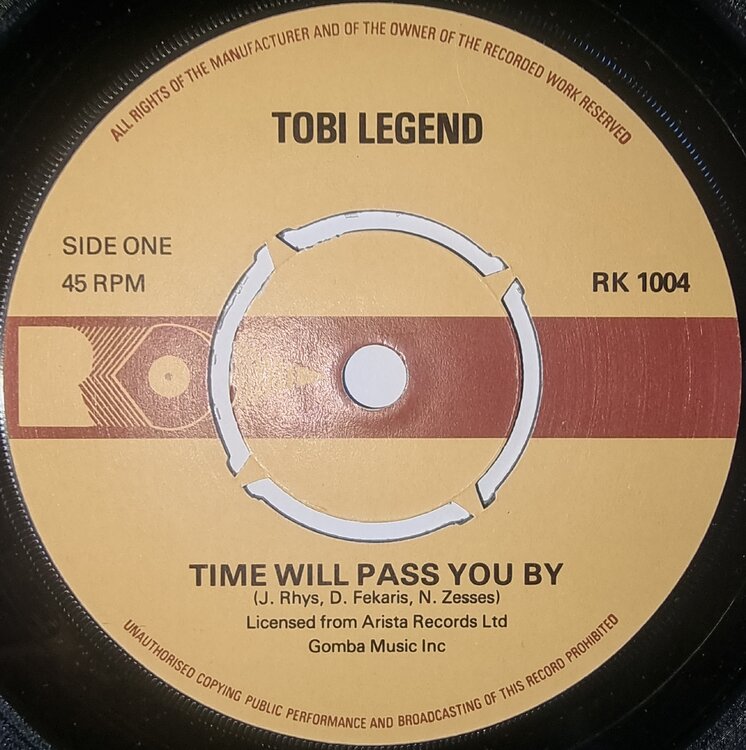 ALL RIGHTS OF THE MANUFACTURER AND OF THE OWNER OF THE RECORDED WORK RESERVED
TOBI LEGEND
SIDE ONE
45 RPM
RK 1004
RK
TIME WILL PASS YOU BY
(J. Rhys, D. Fekaris, N. Zesses)
Licensed from Arista Records Ltd
Gomba Music Inc
UNAUTHORISED COPYING PUBLIC PERFORMANCE AND BROADCASTING OF THIS RECORD PROHIBITED